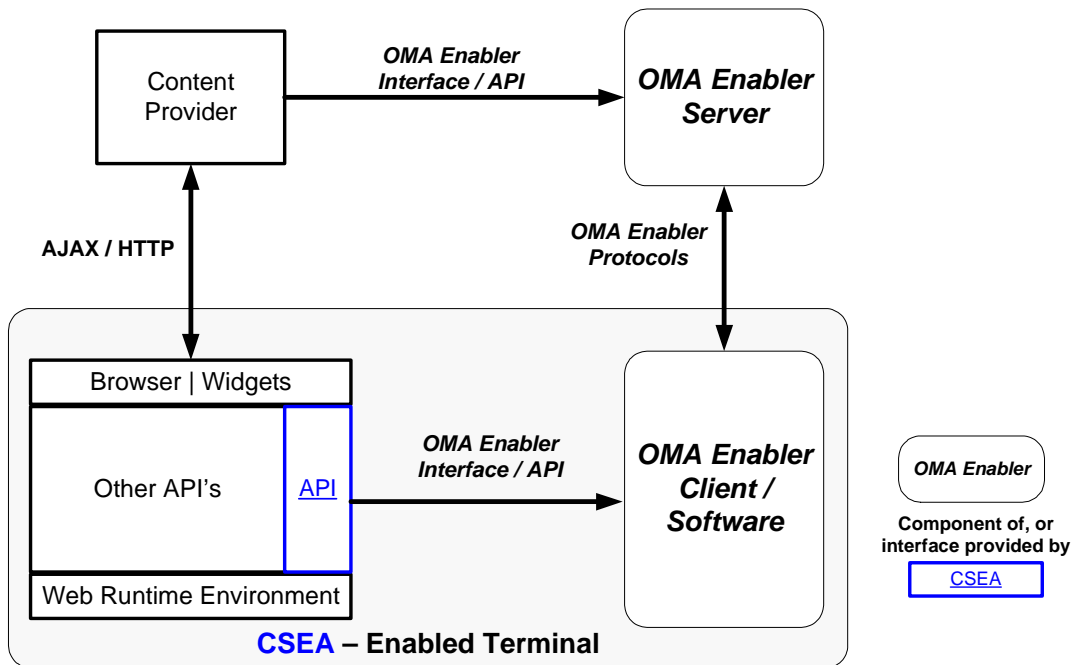 Content
Provider
OMA Enabler
Interface / API
OMA Enabler
Server
AJAX / HTTP
OMA Enabler
Protocols
Browser | Widgets
Other API's
API
OMA Enabler
Interface / API
OMA Enabler
Client /
Software
Web Runtime Environment
CSEA – Enabled Terminal
OMA Enabler
Component of, or
interface provided by
CSEA